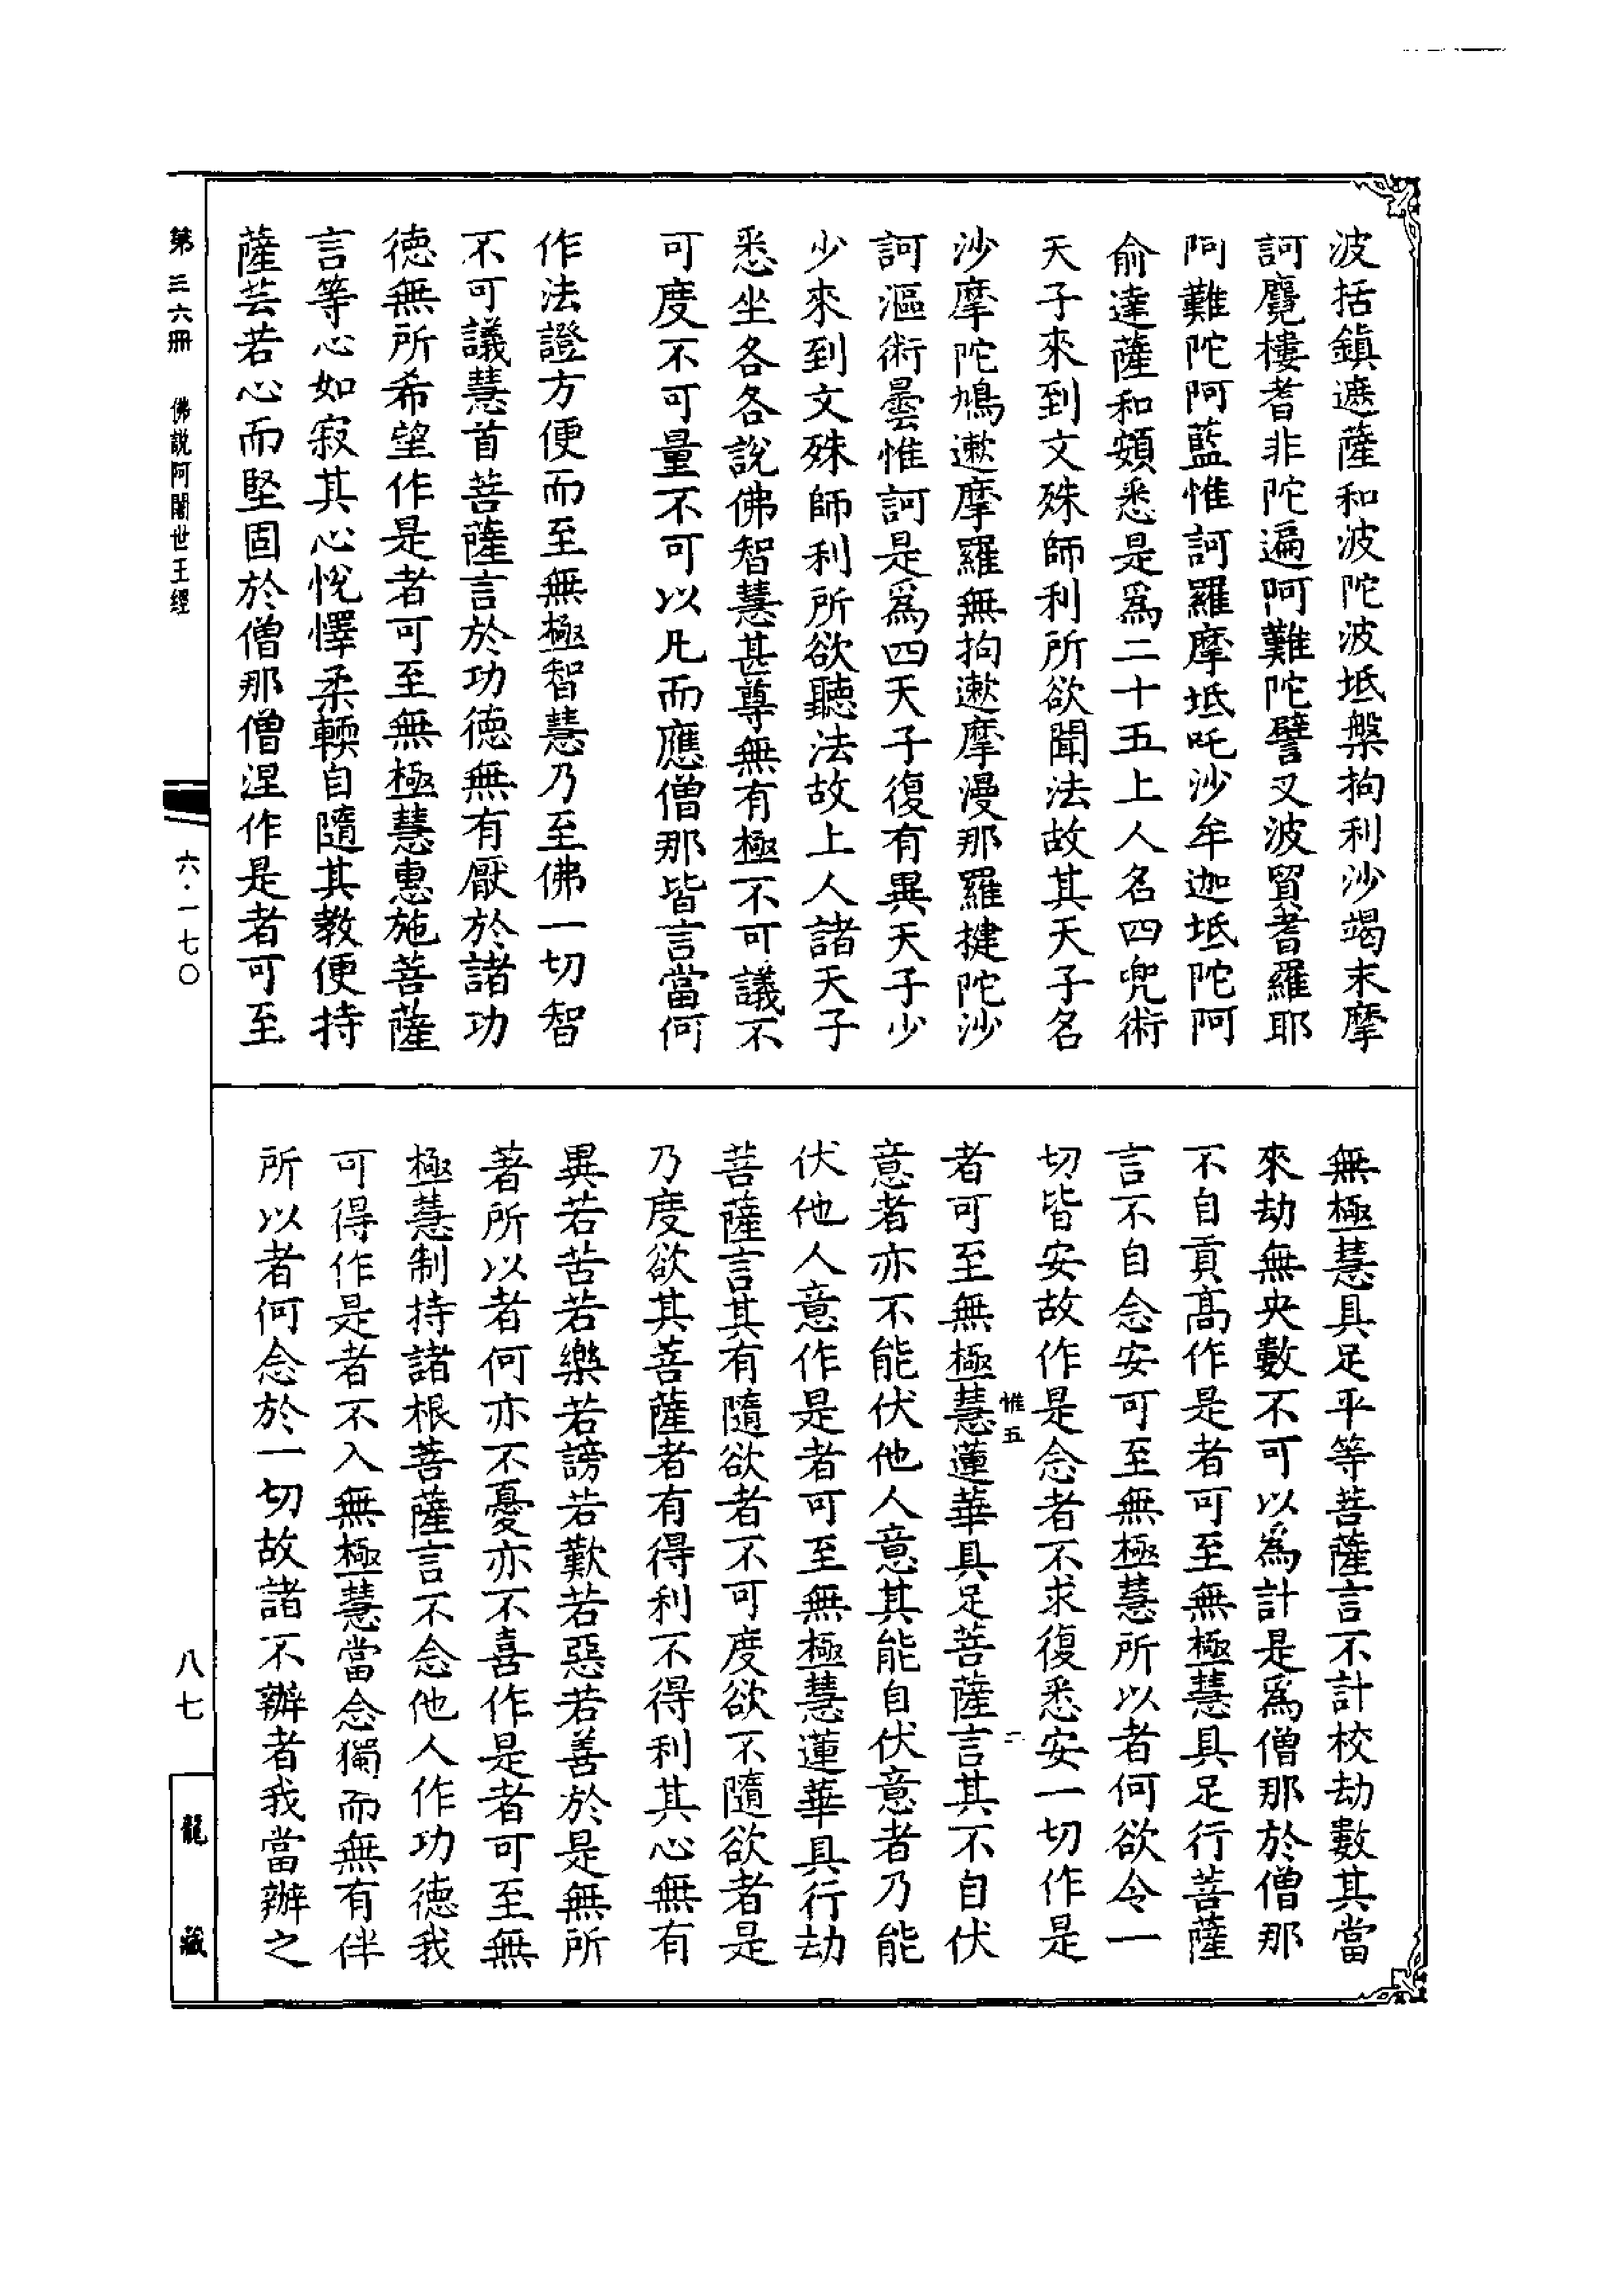 波括鎮遮薩和波陀波坻槃拘利沙竭末摩
訶麑樓耆非陀遍阿難陀譬叉波賀耆羅耶
阿難陀阿藍惟訶羅摩坻吒沙牟迦坻陀阿
俞達薩和頞悉是爲二十五上人名四兜術
天子來到文殊師利所欲聞法故其天子名
沙摩陀鳩遬摩羅無拘遬摩漫那羅揵陀沙
訶漚術曇惟訶是爲四天子復有異天子少
少來到文殊師利所欲聽法故上人諸天子
悉坐各各說佛智慧甚尊無有極不可議不
可度不可量不可以凡而應僧那皆言當何
作法證方便而至無極智慧乃至佛一切智
不可議慧首菩薩言於功德無有厭於諸功
德無所希望作是者可至無極慧惠施菩薩
言等心如寂其心悅懌柔輭自隨其教便持
薩芸若心而堅固於僧那僧涅作是者可至
無極慧具足平等菩薩言不計校劫數其當
來劫無央數不可以爲計是爲僧那於僧那
不自貢高作是者可至無極慧具足行菩薩
言不自念安可至無極慧所以者何欲令一
切皆安故作是念者不求復悉安一切作是
惟五 二
者可至無極慧蓮華具足菩薩言其不自伏
意者亦不能伏他人意其能自伏意者乃能
伏他人意作是者可至無極慧蓮華具行劫
菩薩言其有隨欲者不可度欲不隨欲者是
乃度欲其菩薩者有得利不得利其心無有
異若苦若樂若謗若歎若惡若善於是無所
著所以者何亦不憂亦不喜作是者可至無
極慧制持諸根菩薩言不念他人作功德我
可得作是者不入無極慧當念獨而無有伴
所以者何念於一切故諸不辦者我當辦之
第三六冊 佛說阿闍世王經
六·一七〇
八七
龍藏